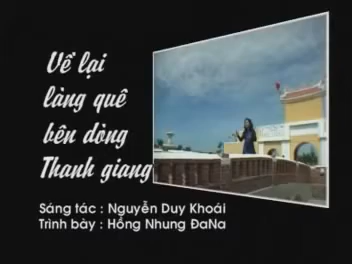 Về lại
làng quê
bên dòng
Thanh giang
Sáng tác : Nguyễn Duy Khoái
Trình bày : Hồng Nhung ĐaNa